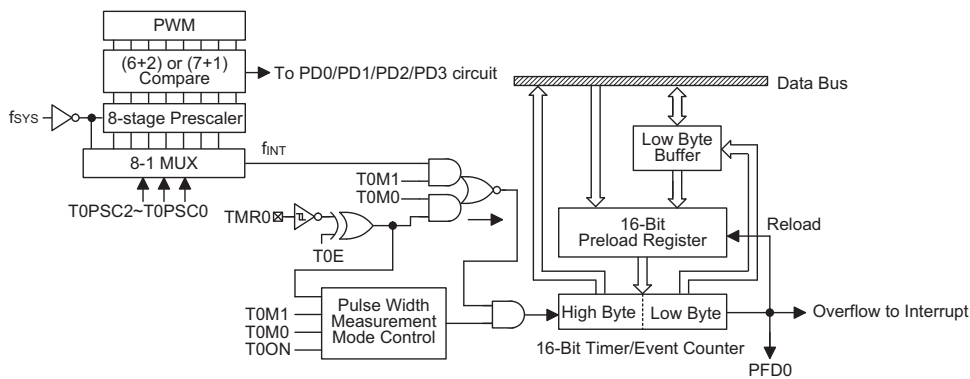 PWM
(6+2) or (7+1)
Compare
To PD0/PD1/PD2/PD3 circuit
Data Bus
fSYS
8-stage Prescaler
Low Byte
Buffer
8-1 MUX
fINT
T0M1
T0M0
T0PSC2~T0PSC0
TMR0
T0E
16-Bit
Preload Register
Reload
T0M1
T0M0
T0ON
Pulse Width
Measurement
Mode Control
High Byte
Low Byte
Overflow to Interrupt
16-Bit Timer/Event Counter
PFD0